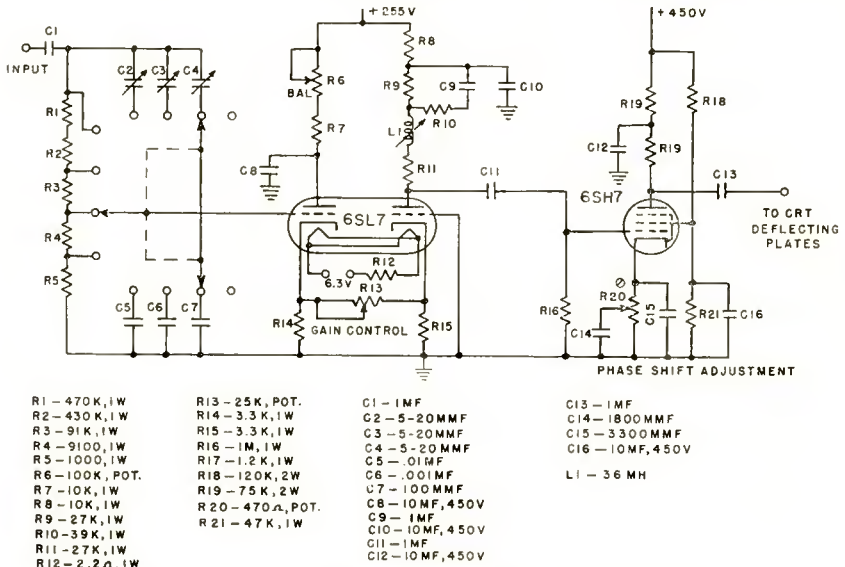 +255V
+450V
C1
INPUT
C2
C3
C4
R1
R2
R3
R4
R5
C5
C6
C7
R6
BAL
R7
C8
R8
R9
C9
C10
R10
L1
R11
C11
6SL7
R12
6.3V
R13
GAIN CONTROL
R14
R15
R19
R18
C12
R19
C13
6SH7
TO CRT
DEFLECTING
PLATES
R16
R20
C14
C15
R21
C16
PHASE SHIFT ADJUSTMENT
R1-470K,1W
R2-430K,1W
R3-91K,1W
R4-9100,1W
R5-1000,1W
R6-100K,POT.
R7-10K,1W
R8-10K,1W
R9-27K,1W
R10-39K,1W
R11-27K,1W
R12-2.2Ω,1W
R13-25K,POT.
R14-3.3K,1W
R15-3.3K,1W
R16-1M,1W
R17-1.2K,1W
R18-120K,2W
R19-75K,2W
R20-470Ω,POT.
R21-47K,1W
C1-1MF
C2-5-20MMF
C3-5-20MMF
C4-5-20MMF
C5-.01MF
C6-.001MF
C7-100MMF
C8-10MF,450V
C9-1MF
C10-10MF,450V
C11-1MF
C12-10MF,450V
C13-1MF
C14-1800MMF
C15-3300MMF
C16-10MF,450V
L1-36MH